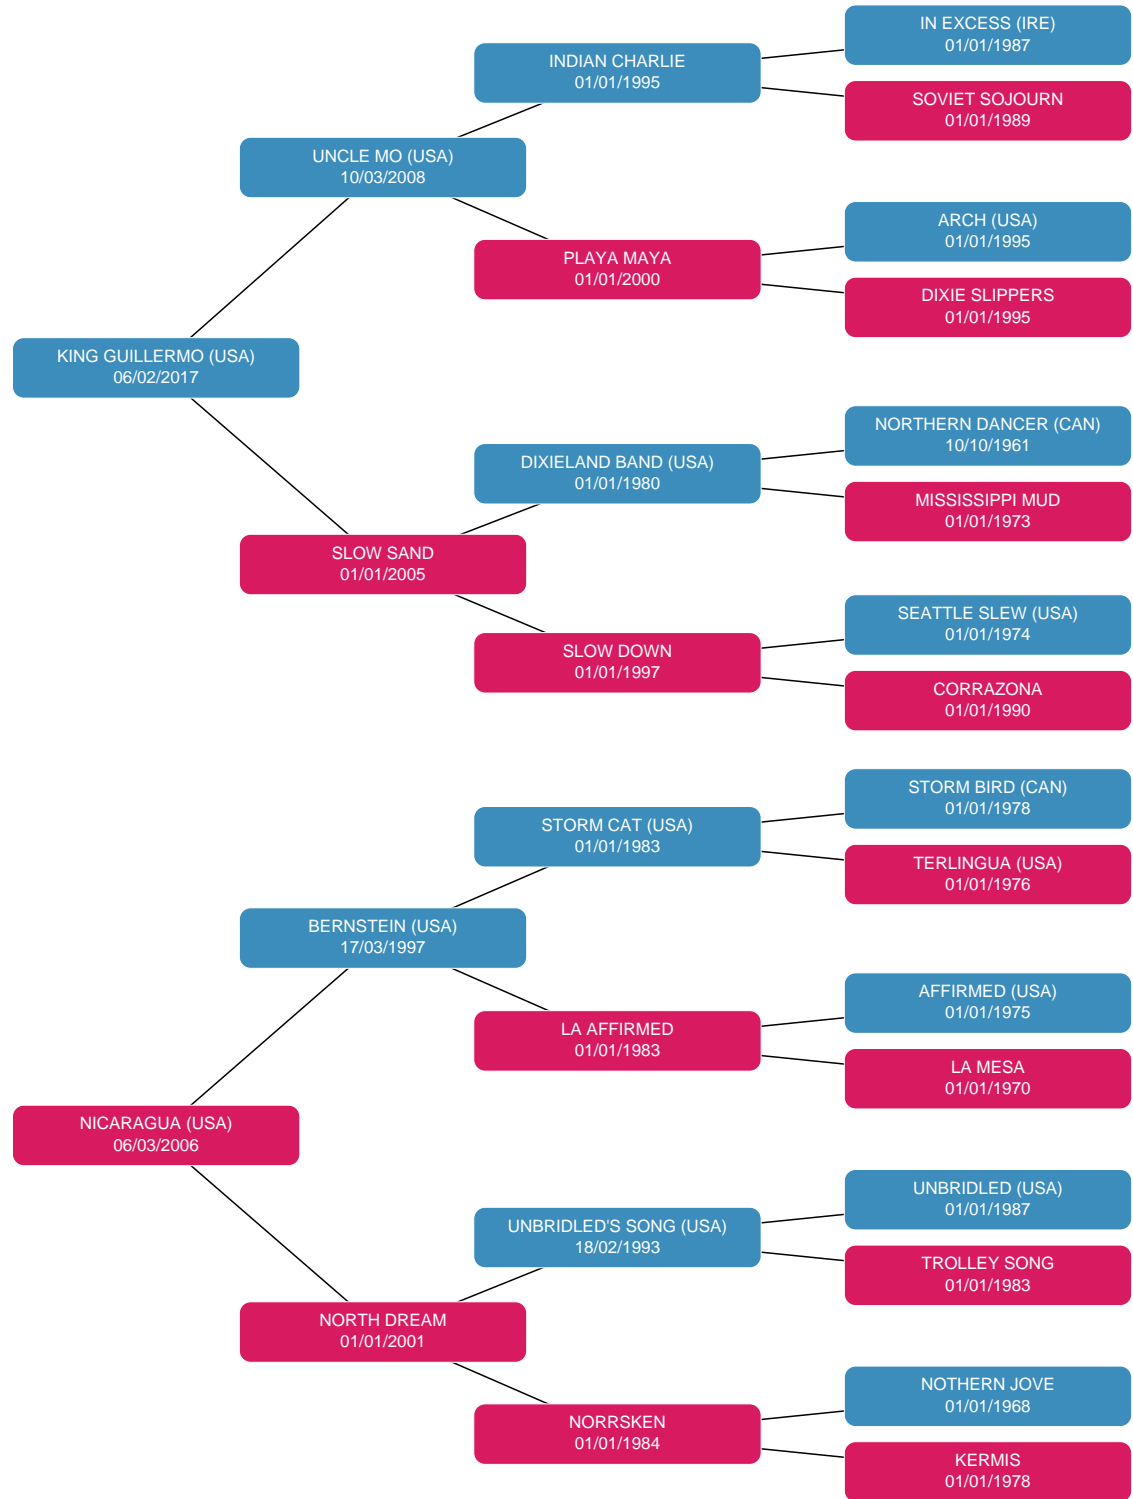 IN EXCESS (IRE)
01/01/1987
INDIAN CHARLIE
01/01/1995
SOVIET SOJOURN
01/01/1989
UNCLE MO (USA)
10/03/2008
ARCH (USA)
01/01/1995
PLAYA MAYA
01/01/2000
DIXIE SLIPPERS
01/01/1995
KING GUILLERMO (USA)
06/02/2017
NORTHERN DANCER (CAN)
10/10/1961
DIXIELAND BAND (USA)
01/01/1980
MISSISSIPPI MUD
01/01/1973
SLOW SAND
01/01/2005
SEATTLE SLEW (USA)
01/01/1974
SLOW DOWN
01/01/1997
CORRAZONA
01/01/1990
STORM BIRD (CAN)
01/01/1978
STORM CAT (USA)
01/01/1983
TERLINGUA (USA)
01/01/1976
BERNSTEIN (USA)
17/03/1997
AFFIRMED (USA)
01/01/1975
LA AFFIRMED
01/01/1983
LA MESA
01/01/1970
NICARAGUA (USA)
06/03/2006
UNBRIDLED (USA)
01/01/1987
UNBRIDLED'S SONG (USA)
18/02/1993
TROLLEY SONG
01/01/1983
NORTH DREAM
01/01/2001
NOTHERN JOVE
01/01/1968
NORRSKEN
01/01/1984
KERMIS
01/01/1978